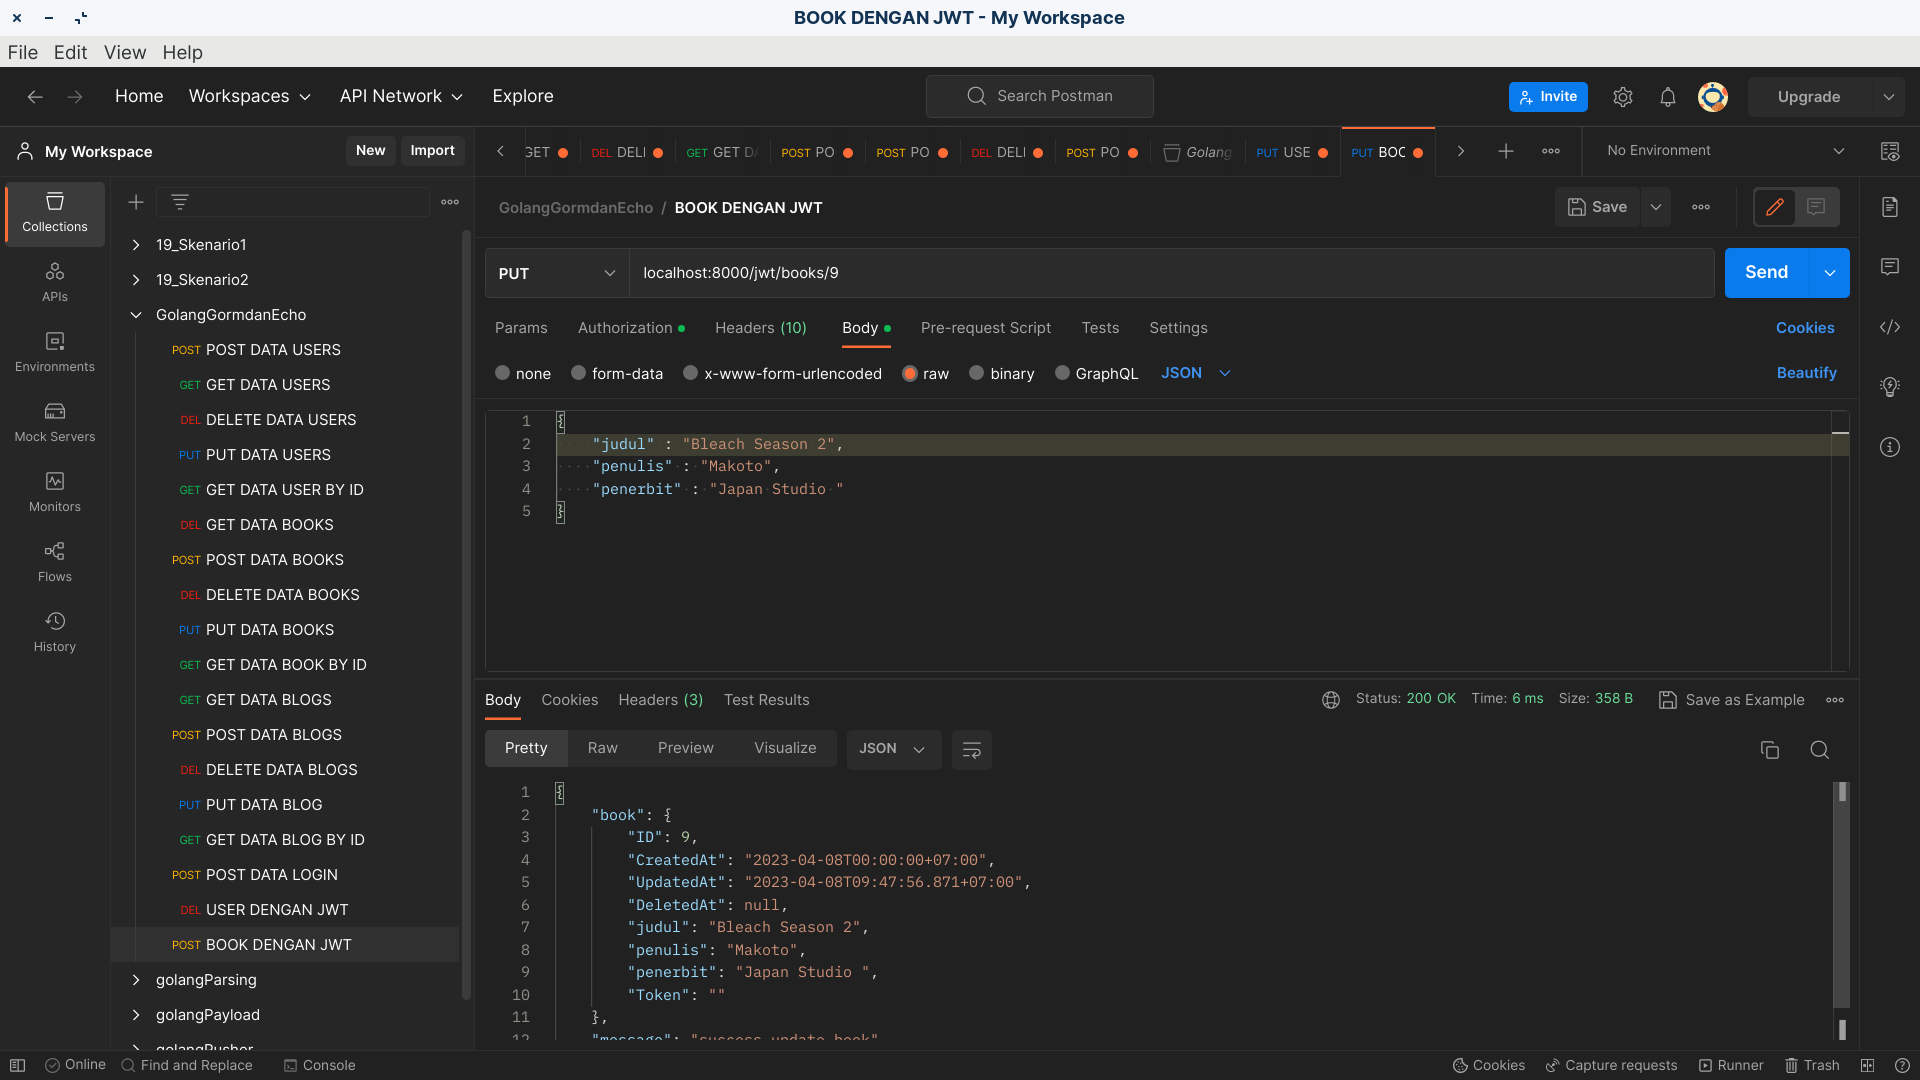 BOOK DENGAN JWT - My Workspace
File Edit View Help
Home Workspaces API Network Explore
Search Postman
Invite
Upgrade
My Workspace
New
Import
GET
DEL DELI
GET GET DA
POST PO
POST PO
DEL DELI
POST PO
Golang
PUT USE
PUT BOO
No Environment
Collections
APIs
Environments
Mock Servers
Monitors
Flows
History
19_Skenario1
19_Skenario2
GolangGormdanEcho
POST POST DATA USERS
GET GET DATA USERS
DEL DELETE DATA USERS
PUT PUT DATA USERS
GET GET DATA USER BY ID
DEL GET DATA BOOKS
POST POST DATA BOOKS
DEL DELETE DATA BOOKS
PUT PUT DATA BOOKS
GET GET DATA BOOK BY ID
GET GET DATA BLOGS
POST POST DATA BLOGS
DEL DELETE DATA BLOGS
PUT PUT DATA BLOG
GET GET DATA BLOG BY ID
POST POST DATA LOGIN
DEL USER DENGAN JWT
POST BOOK DENGAN JWT
golangParsing
golangPayload
golangPusher
GolangGormdanEcho / BOOK DENGAN JWT
Save
PUT
localhost:8000/jwt/books/9
Send
Params Authorization Headers (10) Body Pre-request Script Tests Settings
Cookies
none form-data x-www-form-urlencoded raw binary GraphQL JSON
Beautify
1 {
2 "judul" : "Bleach Season 2",
3 "penulis" : "Makoto",
4 "penerbit" : "Japan Studio "
5 }
Body Cookies Headers (3) Test Results
Status: 200 OK Time: 6 ms Size: 358 B
Save as Example
Pretty Raw Preview Visualize JSON
1 {
2 "book": {
3 "ID": 9,
4 "CreatedAt": "2023-04-08T00:00:00+07:00",
5 "UpdatedAt": "2023-04-08T09:47:56.871+07:00",
6 "DeletedAt": null,
7 "judul": "Bleach Season 2",
8 "penulis": "Makoto",
9 "penerbit": "Japan Studio ",
10 "Token": ""
11 },
12 "message": "success update book"
Online
Find and Replace
Console
Cookies
Capture requests
Runner
Trash